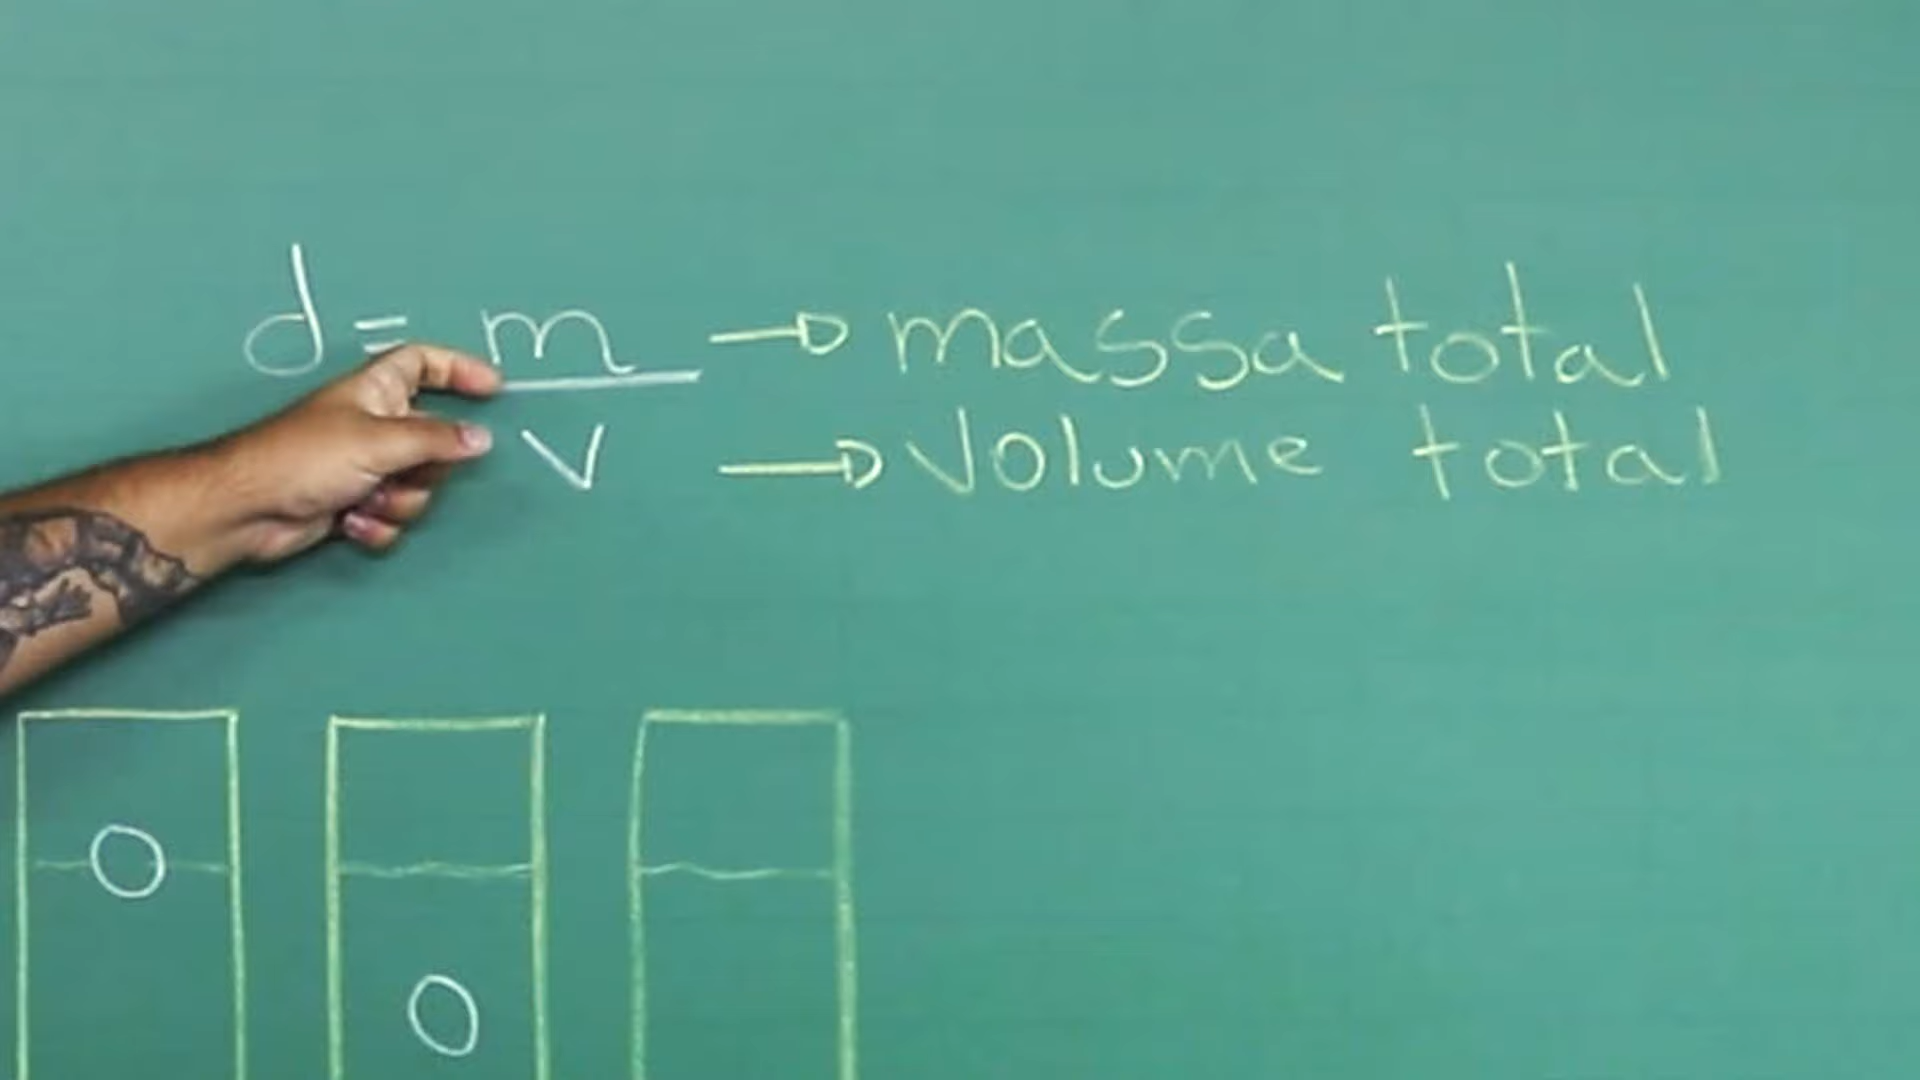 d = m → massa total
v → volume total